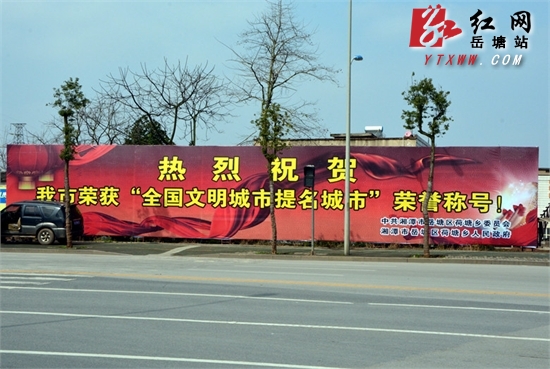 红网
岳塘站
YTXWW.COM
热烈祝贺
我市荣获“全国文明城市提名城市”荣誉称号！
中共湘潭市岳塘区荷塘乡委员会
湘潭市岳塘区荷塘乡人民政府